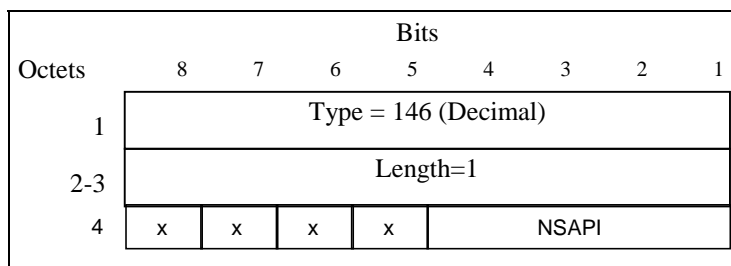 Bits
Octets 8 7 6 5 4 3 2 1
1 Type = 146 (Decimal)
2-3 Length=1
4 x x x x NSAPI